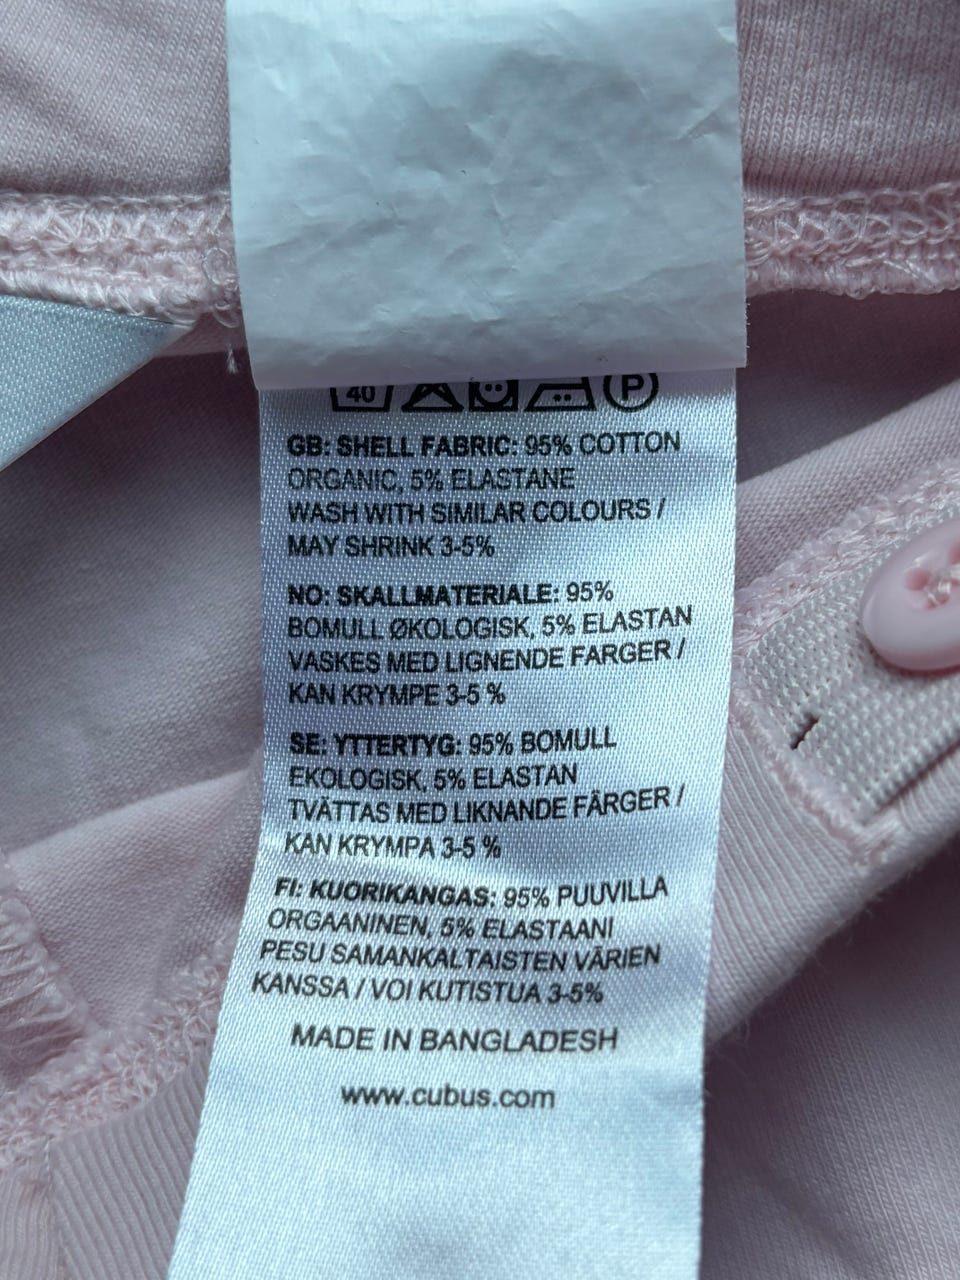 40 P
GB: SHELL FABRIC: 95% COTTON
ORGANIC, 5% ELASTANE
WASH WITH SIMILAR COLOURS /
MAY SHRINK 3-5%
NO: SKALLMATERIALE: 95%
BOMULL ØKOLOGISK, 5% ELASTAN
VASKES MED LIGNENDE FARGER /
KAN KRYMPE 3-5 %
SE: YTTERTYG: 95% BOMULL
EKOLOGISK, 5% ELASTAN
TVÄTTAS MED LIKNANDE FÄRGER /
KAN KRYMPA 3-5 %
FI: KUORIKANGAS: 95% PUUVILLA
ORGAANINEN, 5% ELASTAANI
PESU SAMANKALTAISTEN VÄRIEN
KANSSA / VOI KUTISTUA 3-5%
MADE IN BANGLADESH
www.cubus.com